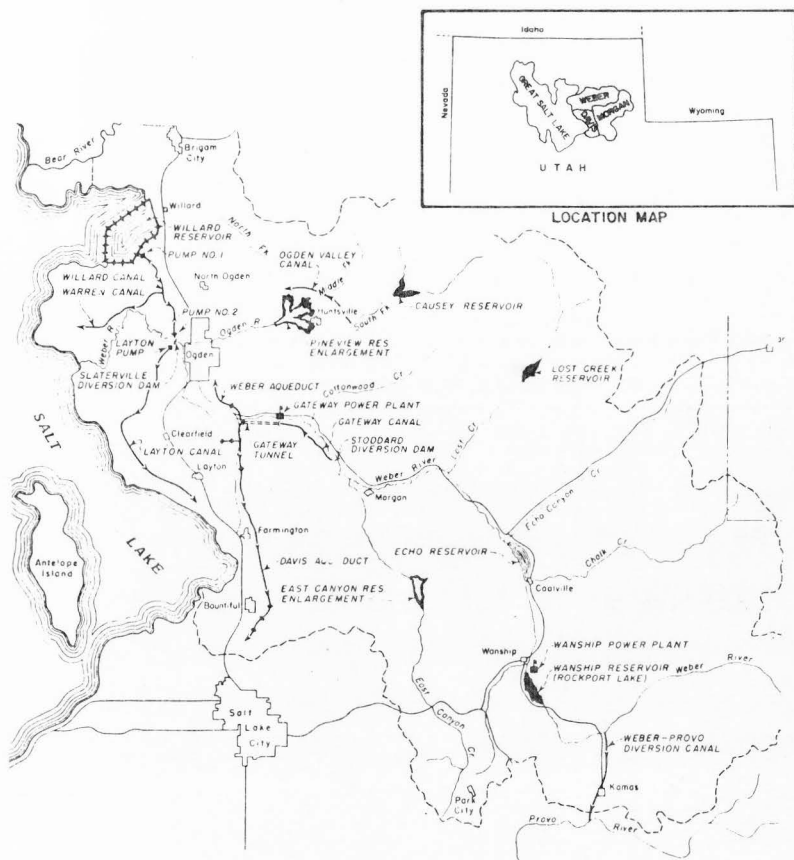 Idaho
Nevada
GREAT SALT LAKE
WEBER
DAVIS
MORGAN
Wyoming
UTAH
LOCATION MAP
Bear River
Brigam
City
Willard
WILLARD
RESERVOIR
PUMP NO. 1
North Fk
OGDEN VALLEY
CANAL
Middle Fk
WILLARD CANAL
WARREN CANAL
North Ogden
CAUSEY RESERVOIR
South Fk
Huntsville
PUMP NO. 2
Ogden R
Weber R
LAYTON
PUMP
Ogden
PINEVIEW RES
ENLARGEMENT
SLATERVILLE
DIVERSION DAM
LOST CREEK
RESERVOIR
WEBER AQUEDUCT
Cottonwood Cr
GATEWAY POWER PLANT
GATEWAY CANAL
STODDARD
DIVERSION DAM
Clearfield
LAYTON CANAL
GATEWAY
TUNNEL
Layton
Weber River
Lost Cr
Morgan
Echo Canyon Cr
SALT
LAKE
Farmington
ECHO RESERVOIR
Chalk Cr
Antelope
Island
DAVIS AQUEDUCT
Coalville
EAST CANYON RES
ENLARGEMENT
Bountiful
Wanship
WANSHIP POWER PLANT
WANSHIP RESERVOIR
(ROCKPORT LAKE)
Weber River
East Canyon Cr
Salt
Lake
City
WEBER-PROVO
DIVERSION CANAL
Park
City
Kamas
Provo River